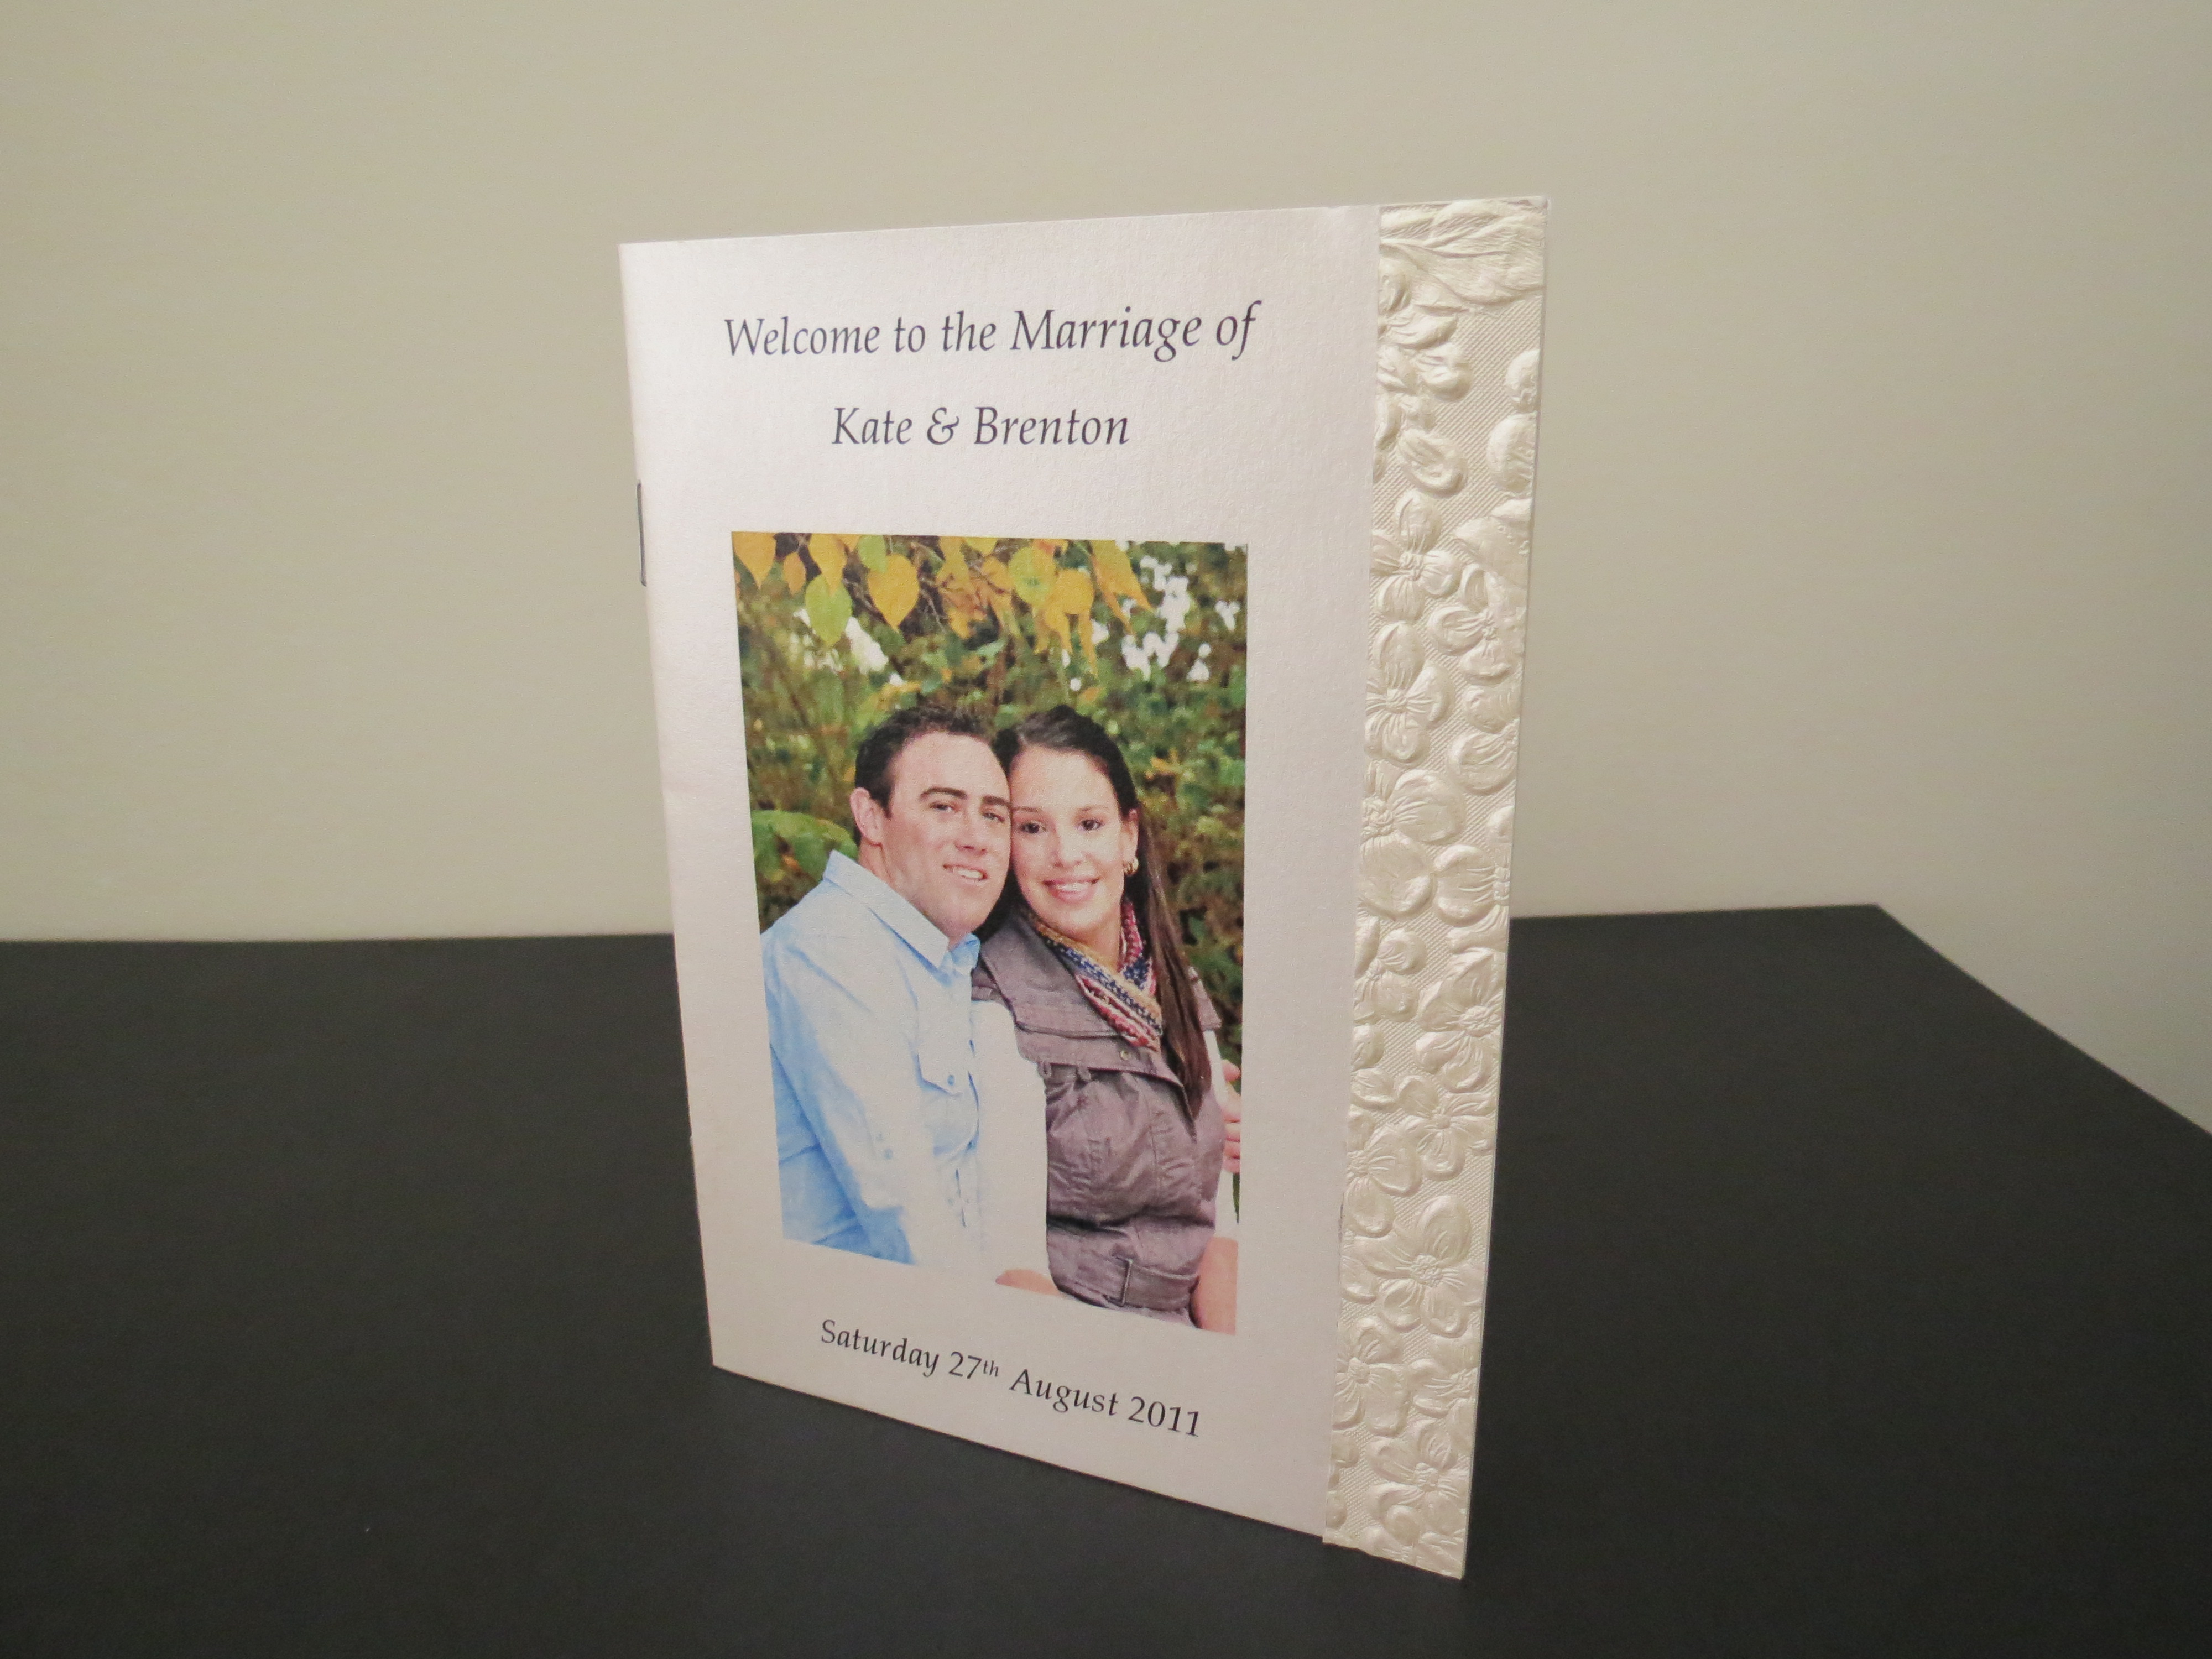 Welcome to the Marriage of
Kate & Brenton
Saturday 27th August 2011